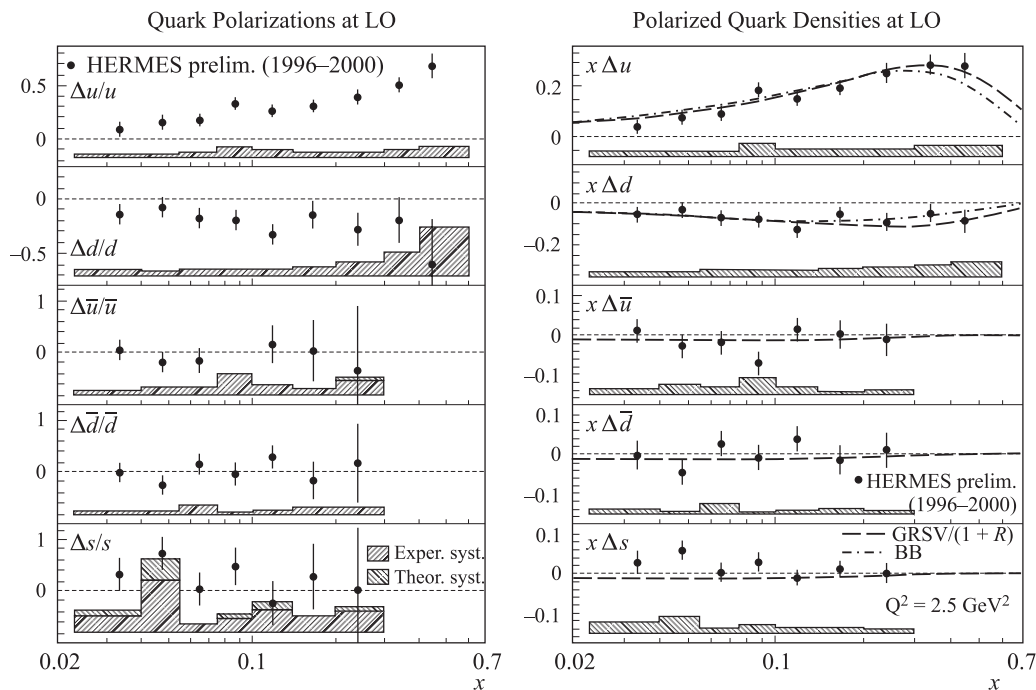 Quark Polarizations at LO
HERMES prelim. (1996–2000)
0.5
Δu/u
0
0
Δd/d
–0.5
Δu̅/u̅
1
0
Δd̅/d̅
1
0
Δs/s
1
0
Exper. syst.
Theor. syst.
0.02
0.1
0.7
x
Polarized Quark Densities at LO
x Δu
0.2
0
x Δd
0
–0.2
0.1
x Δu̅
0
–0.1
0.1
x Δd̅
0
HERMES prelim.
(1996–2000)
–0.1
0.1
x Δs
GRSV/(1 + R)
BB
0
Q² = 2.5 GeV²
–0.1
0.02
0.1
0.7
x